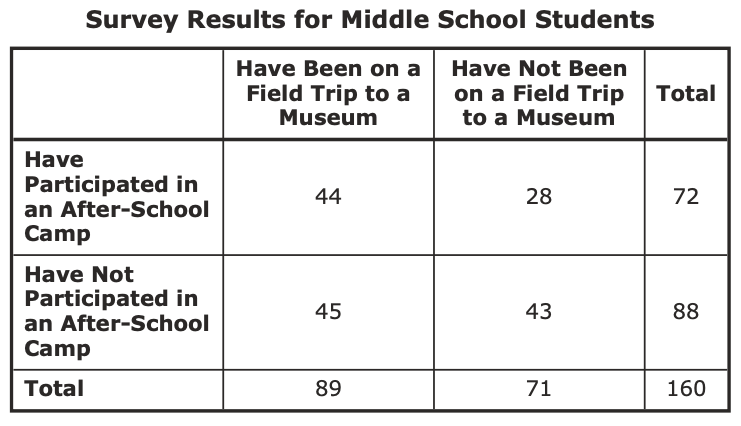 Survey Results for Middle School Students
Have Been on a
Field Trip to a
Museum
Have Not Been
on a Field Trip
to a Museum
Total
Have
Participated in
an After-School
Camp
44
28
72
Have Not
Participated in
an After-School
Camp
45
43
88
Total
89
71
160